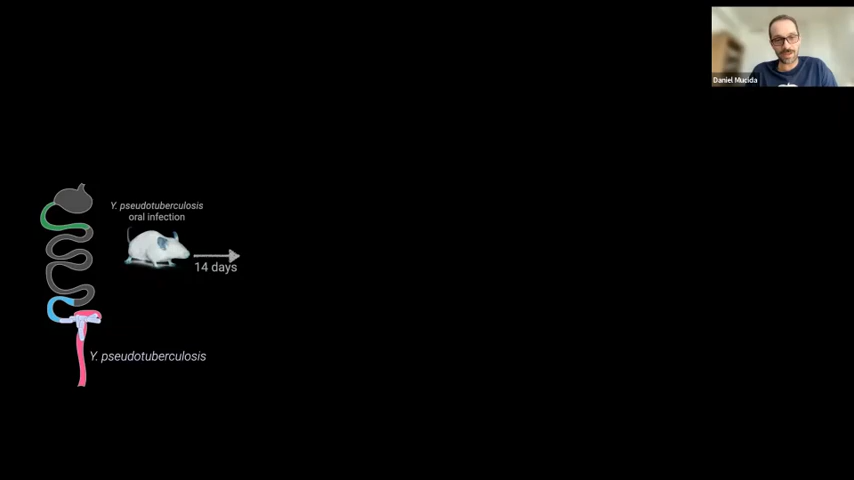 Daniel Mucida
Y. pseudotuberculosis
oral infection
14 days
Y. pseudotuberculosis